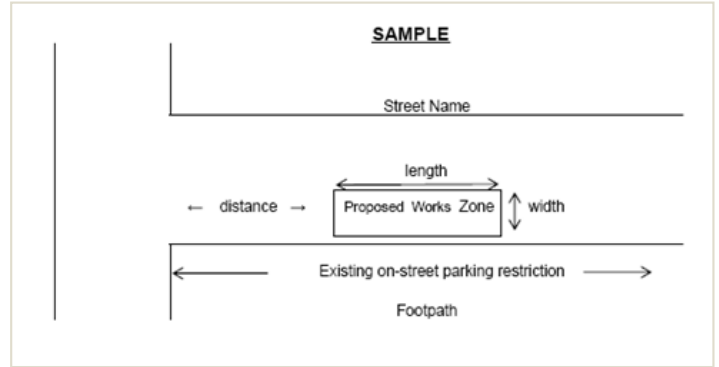 SAMPLE
Street Name
length
← distance →
Proposed Works Zone
width
Existing on-street parking restriction
Footpath